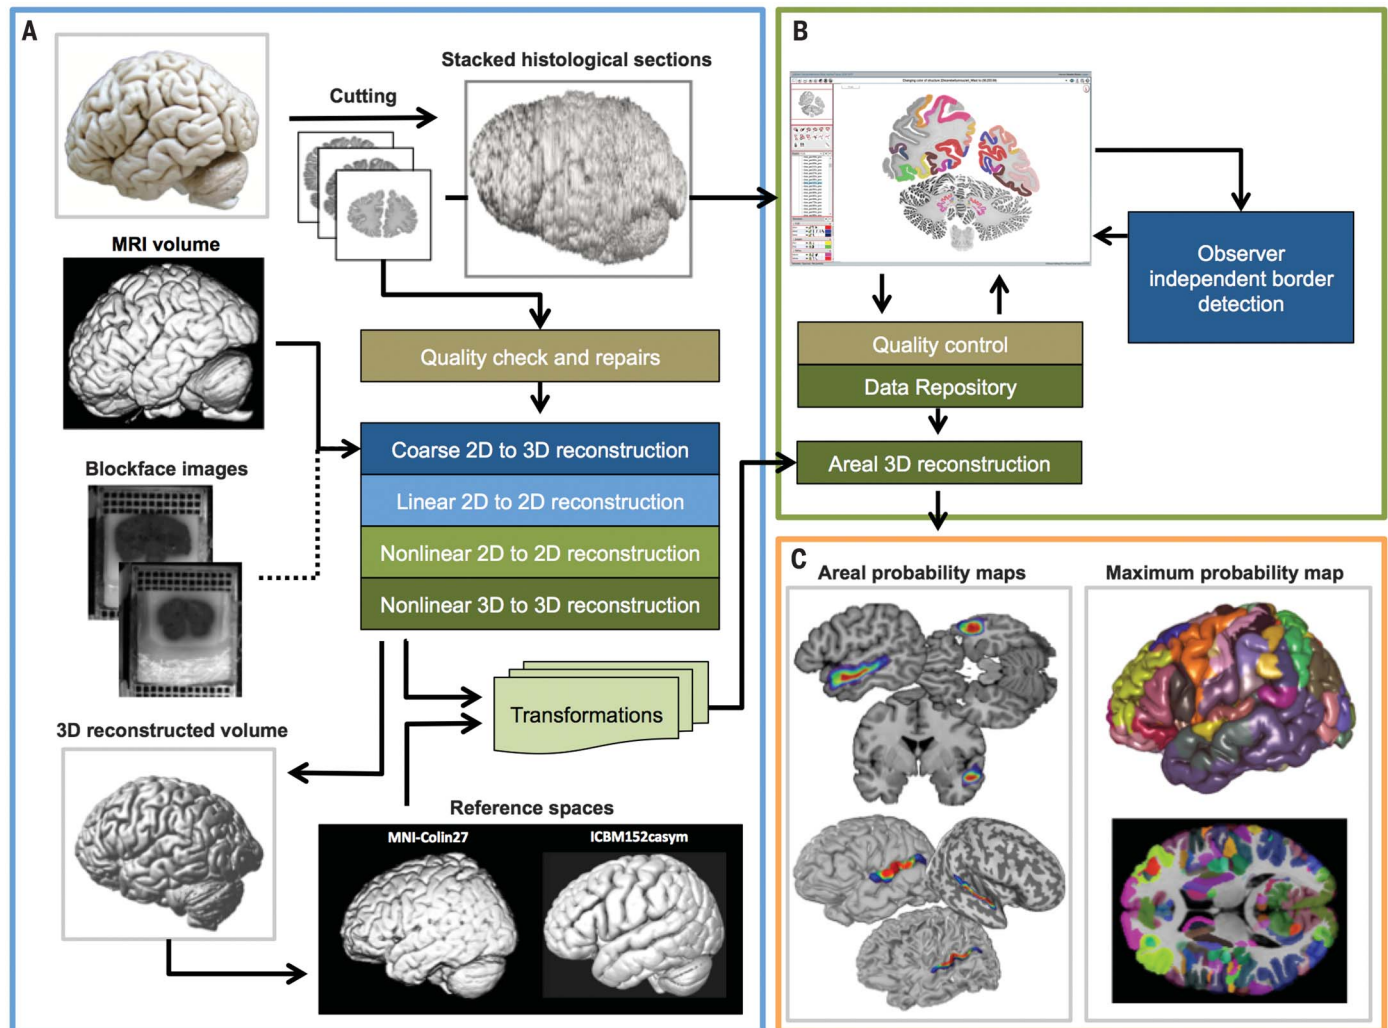 A
Cutting
Stacked histological sections
MRI volume
Quality check and repairs
Coarse 2D to 3D reconstruction
Linear 2D to 2D reconstruction
Nonlinear 2D to 2D reconstruction
Nonlinear 3D to 3D reconstruction
Blockface images
Transformations
3D reconstructed volume
Reference spaces
MNI-Colin27
ICBM152casym
B
Observer
independent border
detection
Quality control
Data Repository
Areal 3D reconstruction
C
Areal probability maps
Maximum probability map